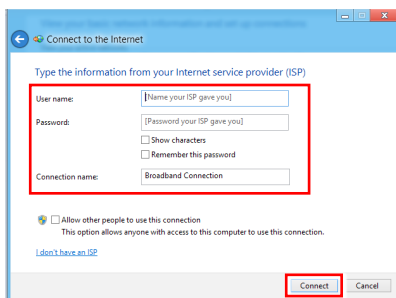 View your basic network information and set up connections
Connect to the Internet
Type the information from your Internet service provider (ISP)
User name: [Name your ISP gave you]
Password: [Password your ISP gave you]
Show characters
Remember this password
Connection name: Broadband Connection
Allow other people to use this connection
This option allows anyone with access to this computer to use this connection.
I don't have an ISP
Connect Cancel